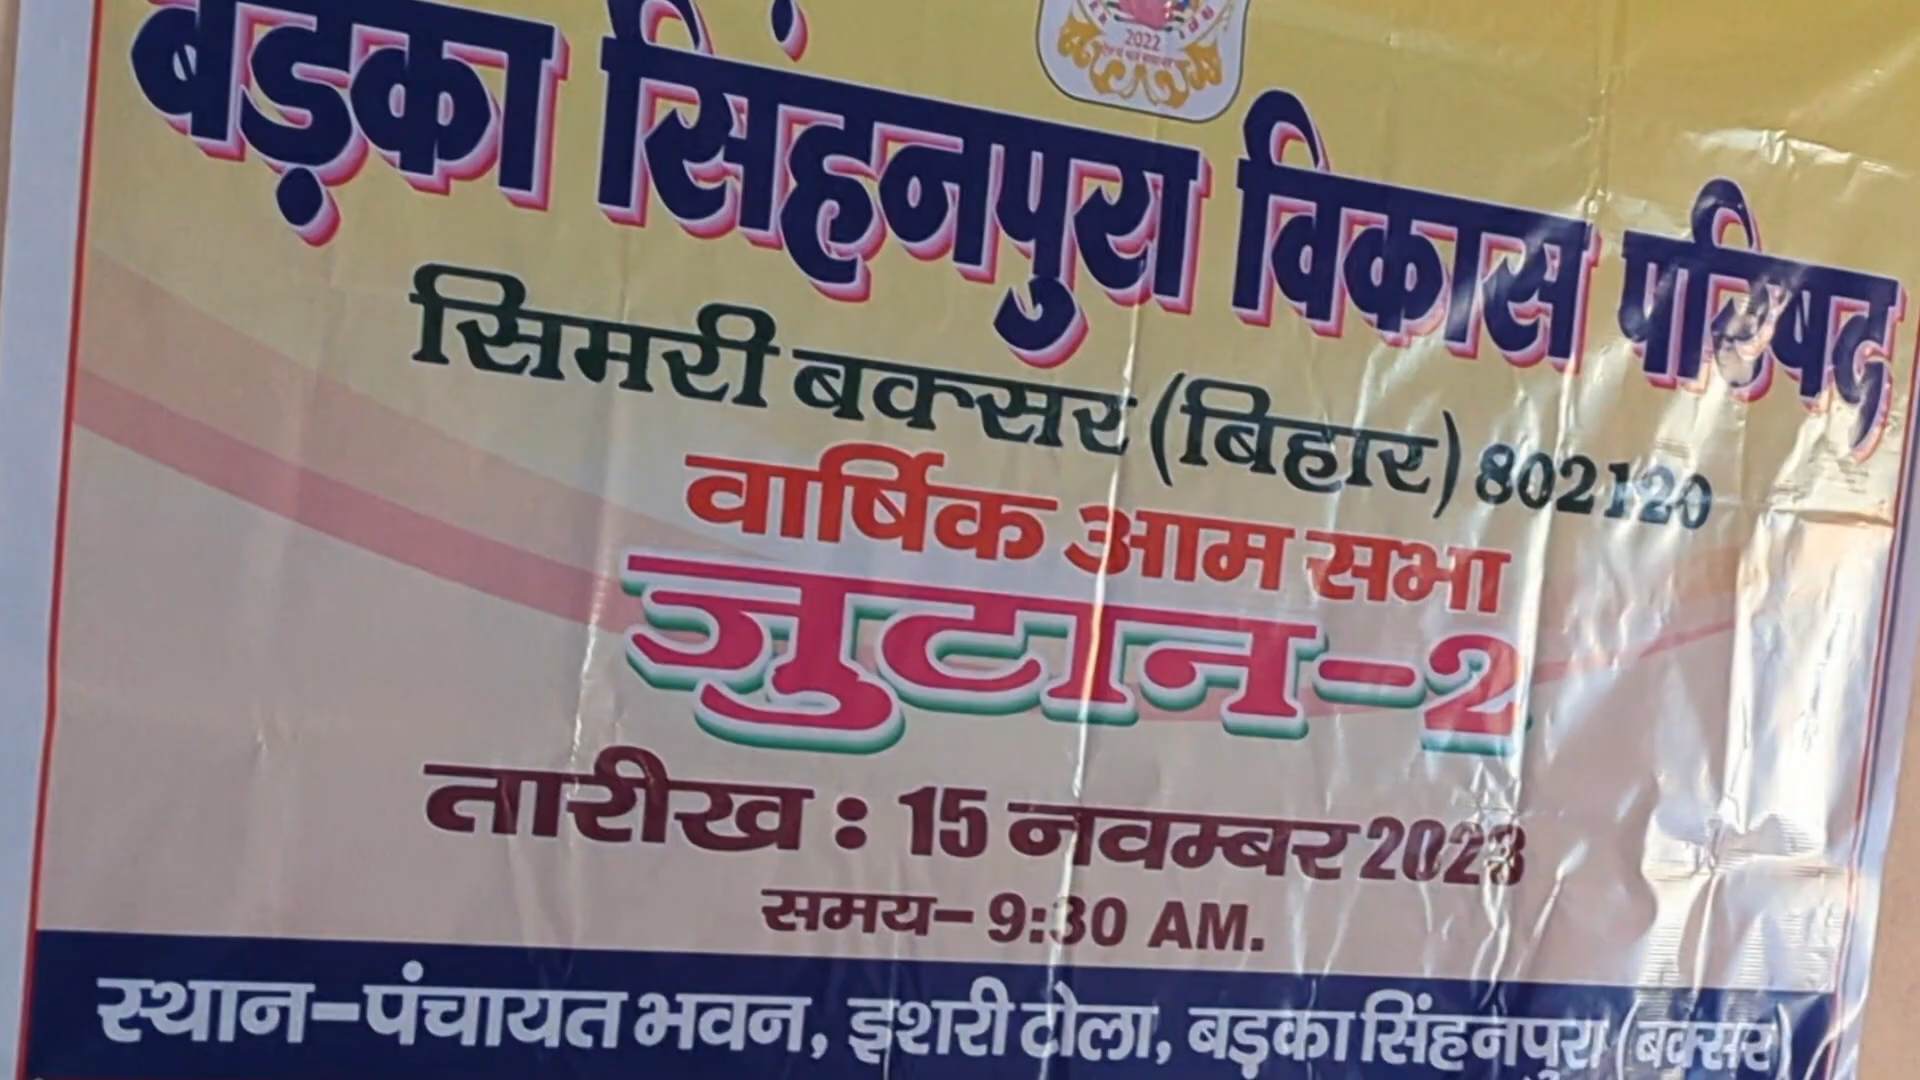 2022
बड़का सिंहनपुरा विकास परिषद
सिमरी बक्सर (बिहार) 802120
वार्षिक आम सभा
जुटान-2
तारीख : 15 नवम्बर 2023
समय- 9:30 AM.
स्थान-पंचायत भवन, इशरी टोला, बड़का सिंहनपुरा (बक्सर)